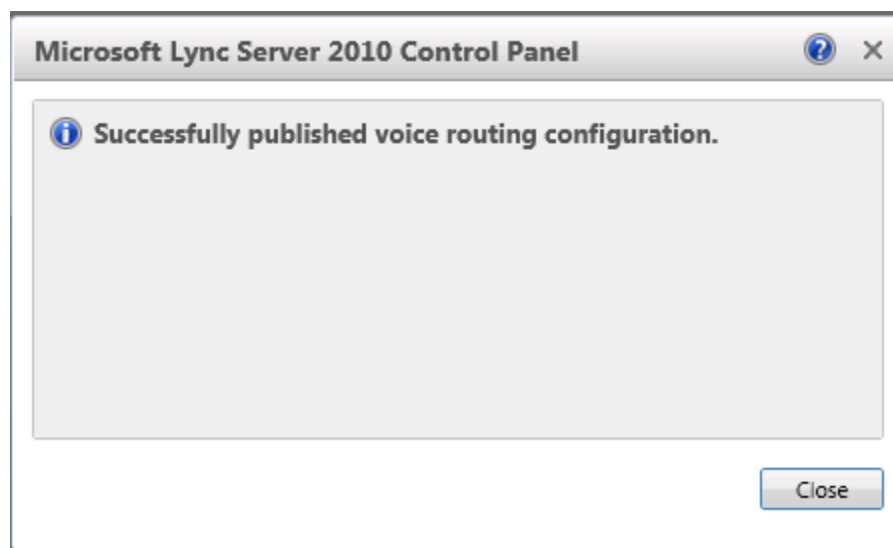 Microsoft Lync Server 2010 Control Panel
Successfully published voice routing configuration.
Close